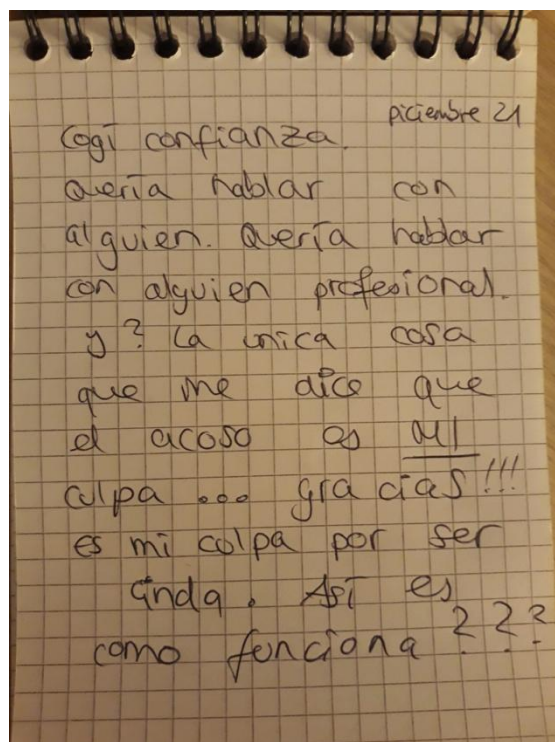 Diciembre 21
Cogí confianza.
Quería hablar con
alguien. Quería hablar
con alguien profesional.
y? La unica cosa
que me dice que
el acoso es MI
culpa ... gracias!!!
es mi culpa por ser
linda. Así es
como funciona???